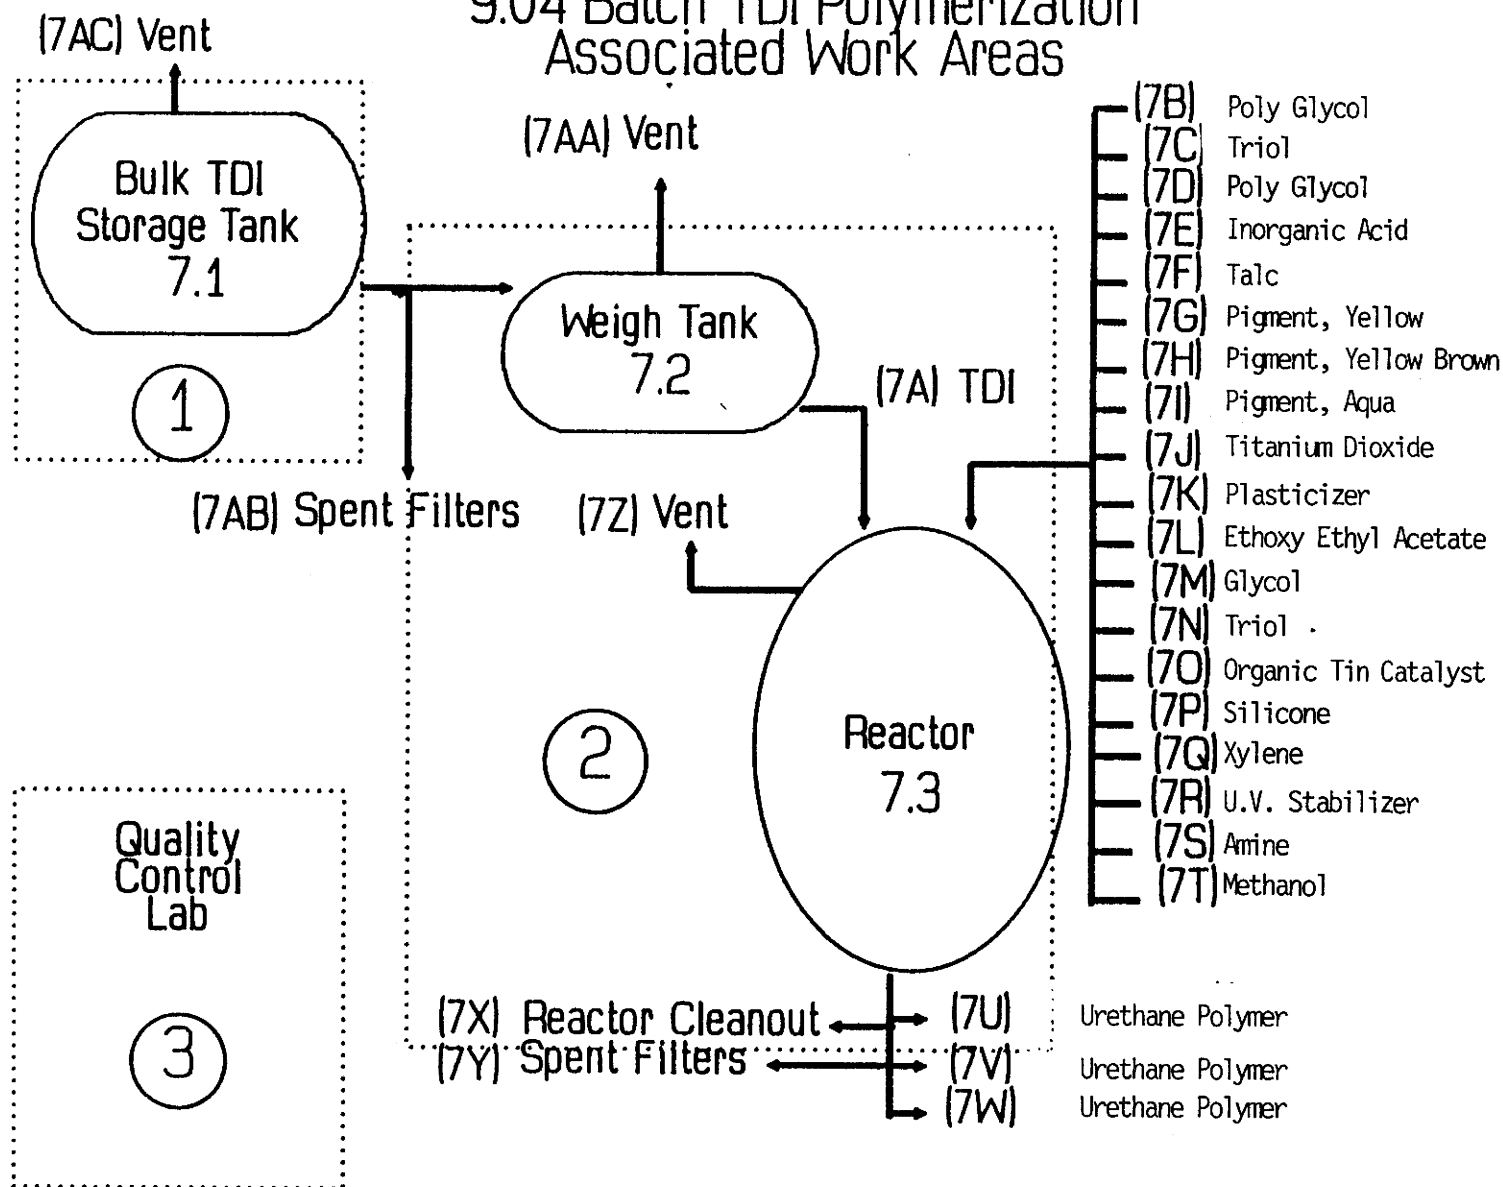 9.04 Batch TDI Polymerization
Associated Work Areas
(7AC) Vent
(7AA) Vent
Bulk TDI
Storage Tank
7.1
1
Weigh Tank
7.2
(7A) TDI
(7AB) Spent Filters
(7Z) Vent
2
Reactor
7.3
Quality
Control
Lab
3
(7B) Poly Glycol
(7C) Triol
(7D) Poly Glycol
(7E) Inorganic Acid
(7F) Talc
(7G) Pigment, Yellow
(7H) Pigment, Yellow Brown
(7I) Pigment, Aqua
(7J) Titanium Dioxide
(7K) Plasticizer
(7L) Ethoxy Ethyl Acetate
(7M) Glycol
(7N) Triol
(7O) Organic Tin Catalyst
(7P) Silicone
(7Q) Xylene
(7R) U.V. Stabilizer
(7S) Amine
(7T) Methanol
(7X) Reactor Cleanout
(7U) Urethane Polymer
(7Y) Spent Filters
(7V) Urethane Polymer
(7W) Urethane Polymer